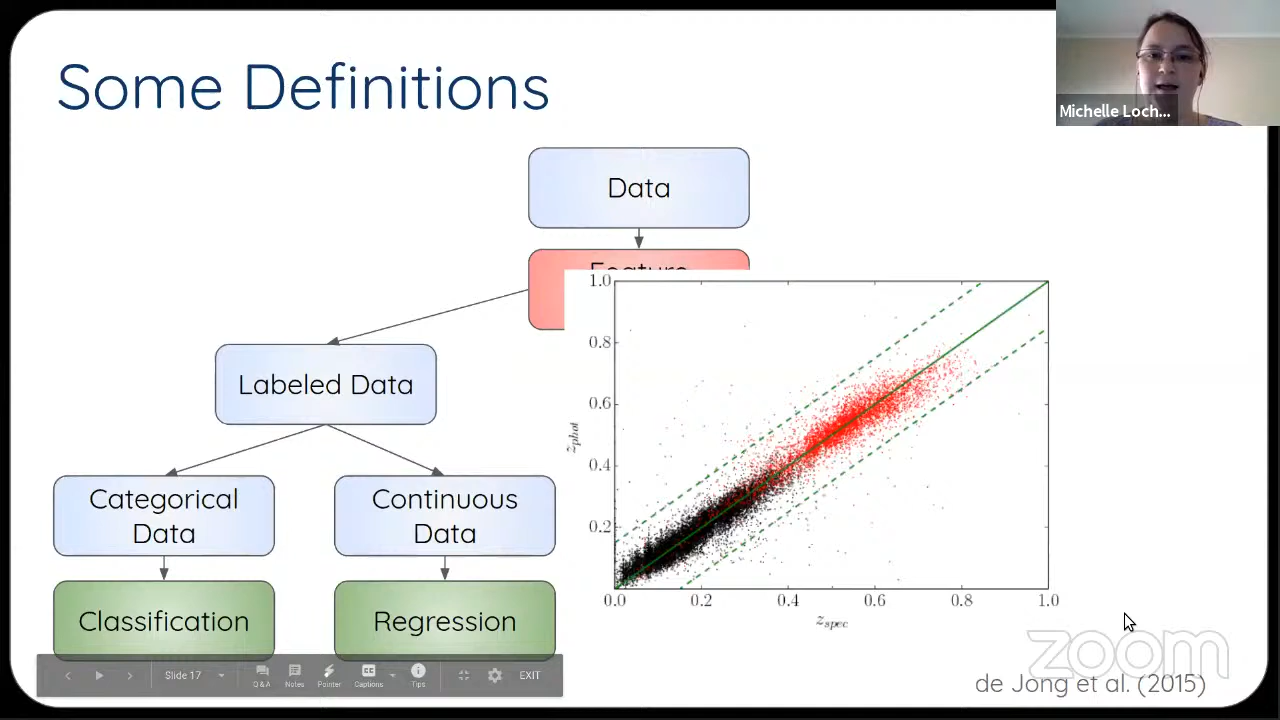 Some Definitions
Michelle Loch...
Data
Feature
Labeled Data
Categorical
Data
Continuous
Data
Classification
Regression
1.0
0.8
0.6
0.4
0.2
0.0 0.2 0.4 0.6 0.8 1.0
z_phot
z_spec
Slide 17
Q&A
Notes
Pointer
CC
Captions
Tips
EXIT
zoom
de Jong et al. (2015)